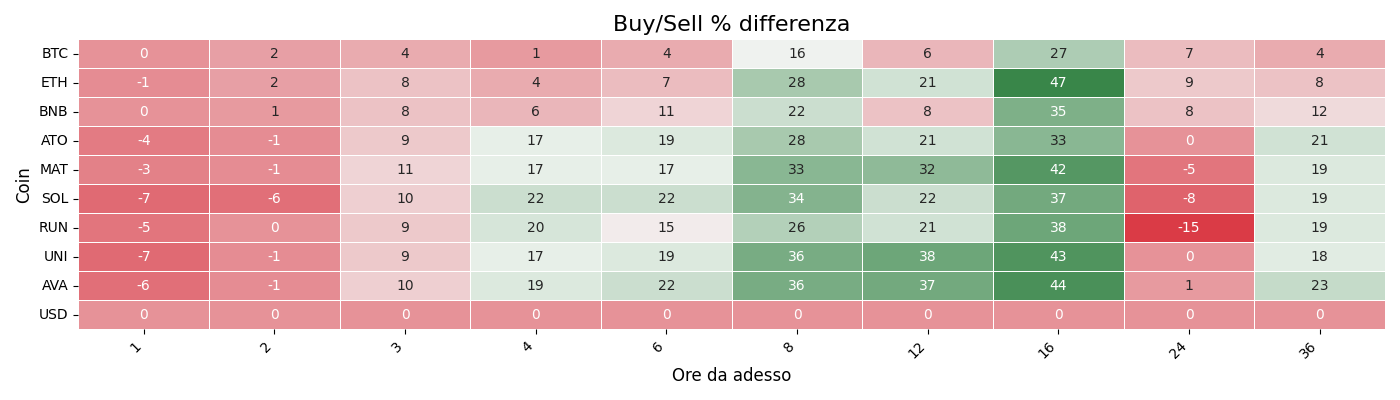 Buy/Sell % differenza
Coin
BTC 0 2 4 1 4 16 6 27 7 4
ETH -1 2 8 4 7 28 21 47 9 8
BNB 0 1 8 6 11 22 8 35 8 12
ATO -4 -1 9 17 19 28 21 33 0 21
MAT -3 -1 11 17 17 33 32 42 -5 19
SOL -7 -6 10 22 22 34 22 37 -8 19
RUN -5 0 9 20 15 26 21 38 -15 19
UNI -7 -1 9 17 19 36 38 43 0 18
AVA -6 -1 10 19 22 36 37 44 1 23
USD 0 0 0 0 0 0 0 0 0 0
1 2 3 4 6 8 12 16 24 36
Ore da adesso